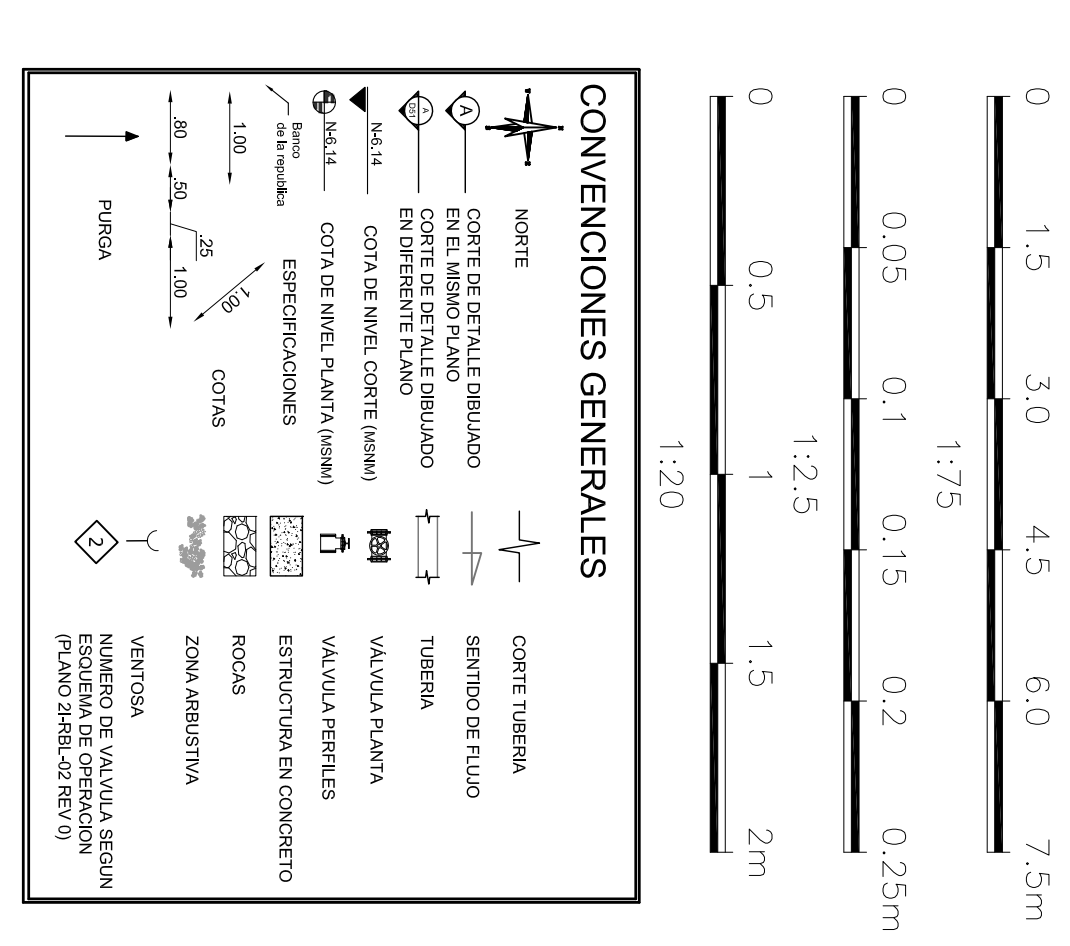 0 1.5 3.0 4.5 6.0 7.5m
1:75
0 0.05 0.1 0.15 0.2 0.25m
1:2.5
0 0.5 1 1.5 2m
1:20
CONVENCIONES GENERALES
NORTE
A
CORTE DE DETALLE DIBUJADO
EN EL MISMO PLANO
A
D51
CORTE DE DETALLE DIBUJADO
EN DIFERENTE PLANO
N-6.14
COTA DE NIVEL CORTE (MSNM)
N-6.14
COTA DE NIVEL PLANTA (MSNM)
Banco
de la republica
ESPECIFICACIONES
1.00
.80
.50
.25
1.00
1.00
COTAS
PURGA
CORTE TUBERIA
SENTIDO DE FLUJO
TUBERIA
VÁLVULA PLANTA
VÁLVULA PERFILES
ESTRUCTURA EN CONCRETO
ROCAS
ZONA ARBUSTIVA
VENTOSA
2
NUMERO DE VALVULA SEGUN
ESQUEMA DE OPERACION
(PLANO 2I-RBL-02 REV 0)